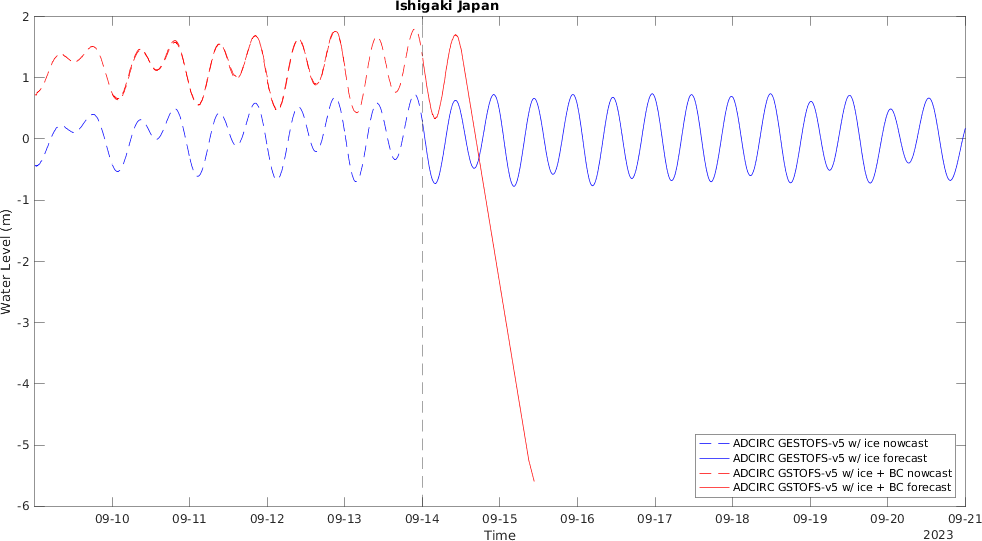 Ishigaki Japan
2
1
0
-1
-2
-3
-4
-5
-6
Water Level (m)
ADCIRC GESTOFS-v5 w/ ice nowcast
ADCIRC GESTOFS-v5 w/ ice forecast
ADCIRC GSTOFS-v5 w/ ice + BC nowcast
ADCIRC GSTOFS-v5 w/ ice + BC forecast
09-10 09-11 09-12 09-13 09-14 09-15 09-16 09-17 09-18 09-19 09-20 09-21
Time
2023